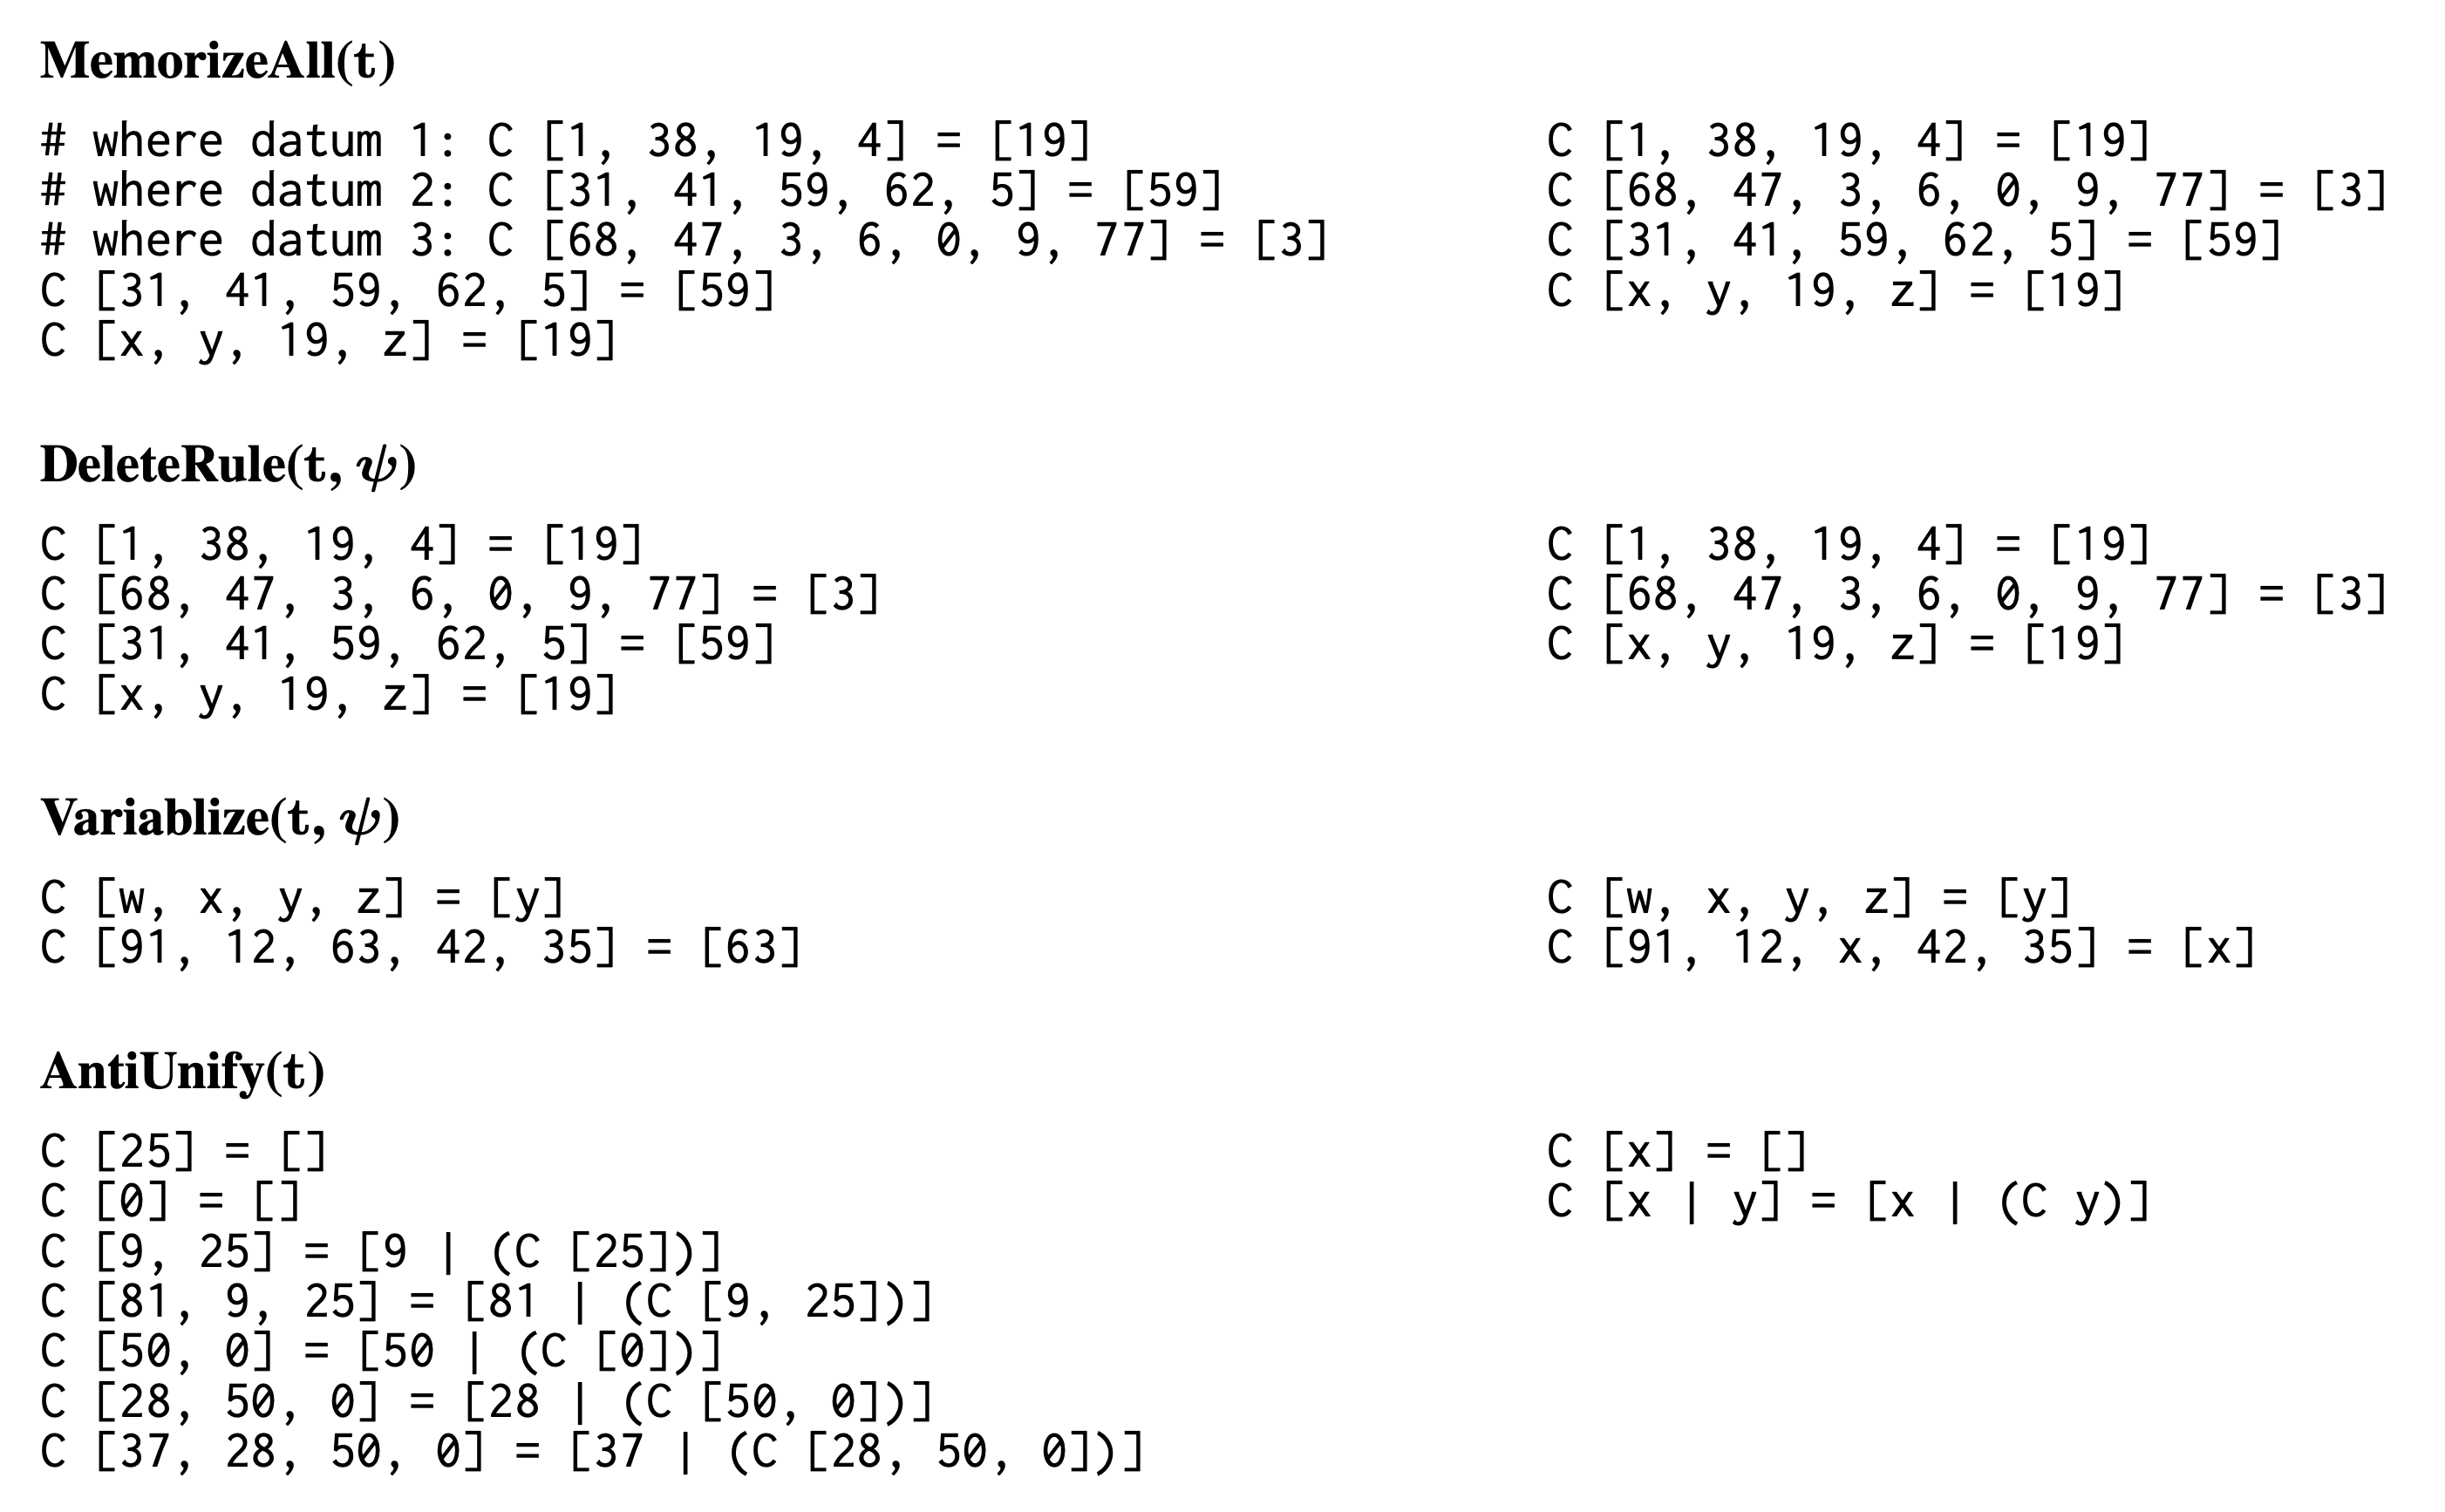 MemorizeAll(t)
# where datum 1: C [1, 38, 19, 4] = [19]
# where datum 2: C [31, 41, 59, 62, 5] = [59]
# where datum 3: C [68, 47, 3, 6, 0, 9, 77] = [3]
C [31, 41, 59, 62, 5] = [59]
C [x, y, 19, z] = [19]
C [1, 38, 19, 4] = [19]
C [68, 47, 3, 6, 0, 9, 77] = [3]
C [31, 41, 59, 62, 5] = [59]
C [x, y, 19, z] = [19]
DeleteRule(t, 𝜓)
C [1, 38, 19, 4] = [19]
C [68, 47, 3, 6, 0, 9, 77] = [3]
C [31, 41, 59, 62, 5] = [59]
C [x, y, 19, z] = [19]
C [1, 38, 19, 4] = [19]
C [68, 47, 3, 6, 0, 9, 77] = [3]
C [x, y, 19, z] = [19]
Variablize(t, 𝜓)
C [w, x, y, z] = [y]
C [91, 12, 63, 42, 35] = [63]
C [w, x, y, z] = [y]
C [91, 12, x, 42, 35] = [x]
AntiUnify(t)
C [25] = []
C [0] = []
C [9, 25] = [9 | (C [25])]
C [81, 9, 25] = [81 | (C [9, 25])]
C [50, 0] = [50 | (C [0])]
C [28, 50, 0] = [28 | (C [50, 0])]
C [37, 28, 50, 0] = [37 | (C [28, 50, 0])]
C [x] = []
C [x | y] = [x | (C y)]